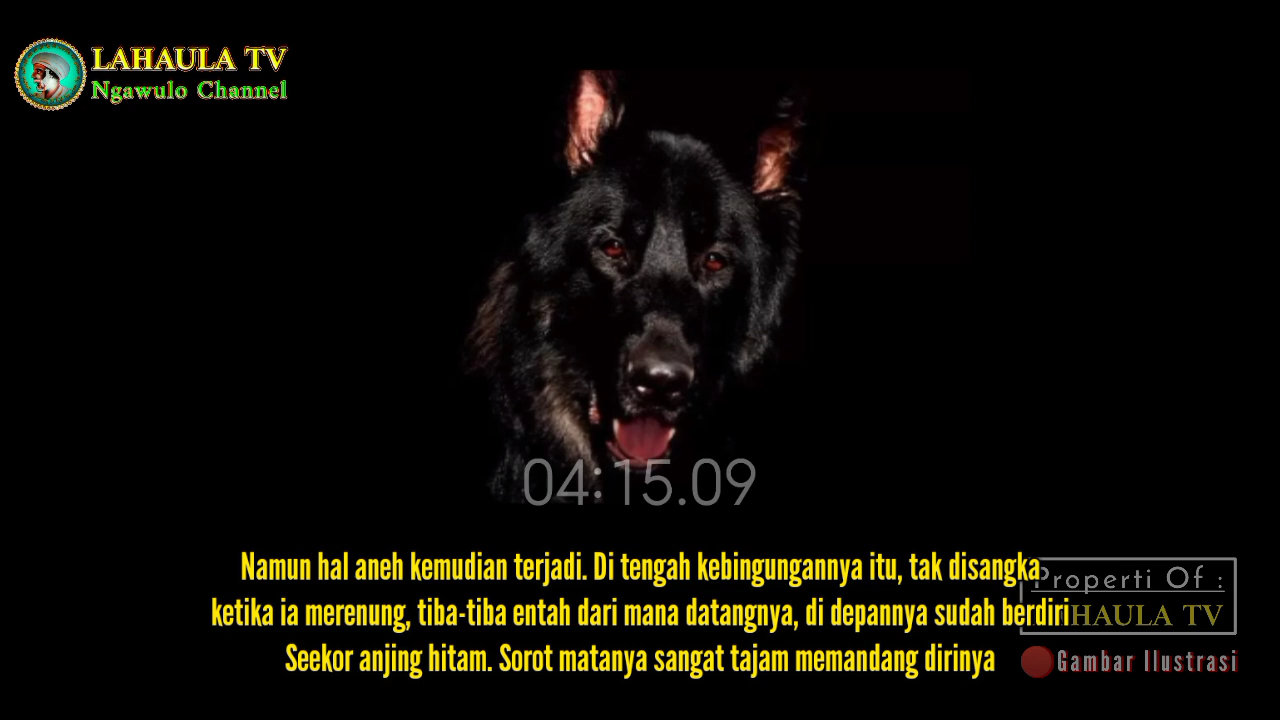 LAHAULA TV
Ngawulo Channel
04:15.09
Namun hal aneh kemudian terjadi. Di tengah kebingungannya itu, tak disangka
ketika ia merenung, tiba-tiba entah dari mana datangnya, di depannya sudah berdiri
Seekor anjing hitam. Sorot matanya sangat tajam memandang dirinya
Properti Of :
LAHAULA TV
Gambar Ilustrasi